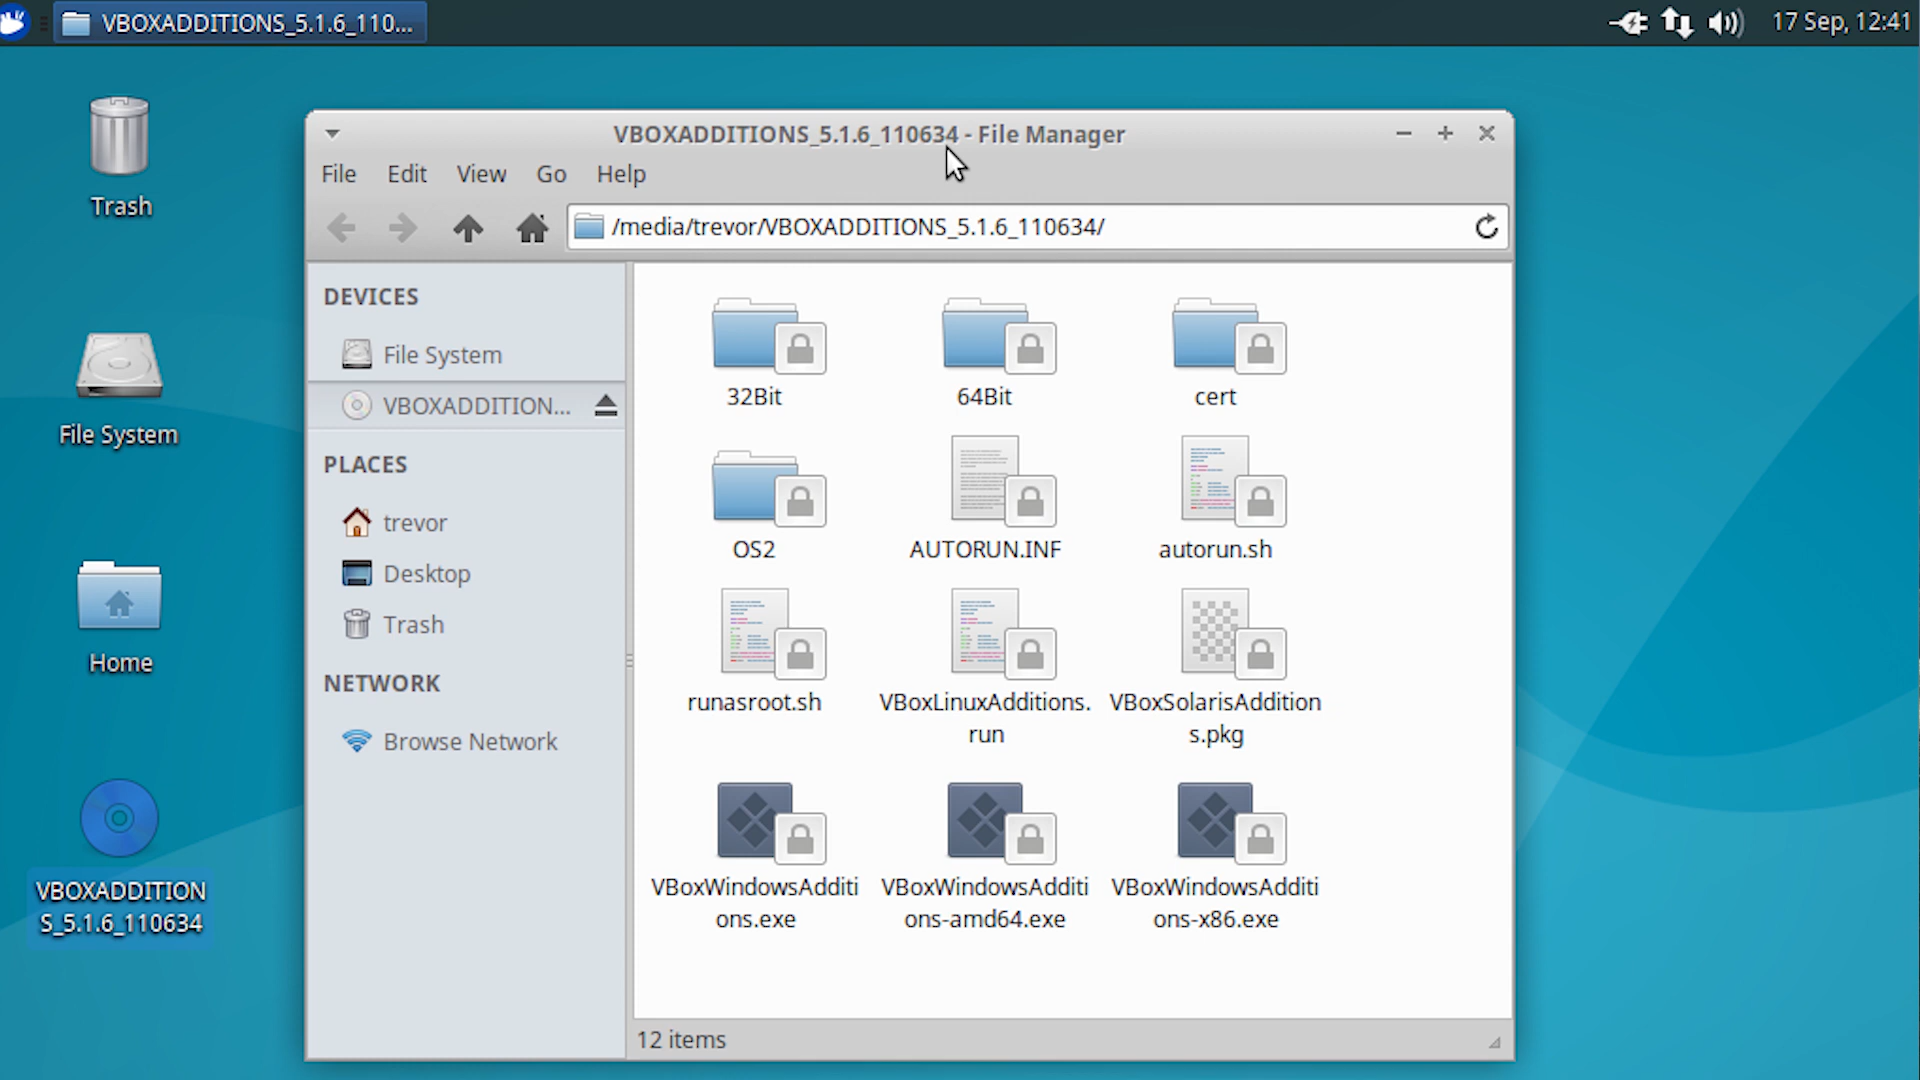 VBOXADDITIONS_5.1.6_110...
17 Sep, 12:41
Trash
File System
Home
VBOXADDITION
S_5.1.6_110634
VBOXADDITIONS_5.1.6_110634 - File Manager
File Edit View Go Help
/media/trevor/VBOXADDITIONS_5.1.6_110634/
DEVICES
File System
VBOXADDITION...
PLACES
trevor
Desktop
Trash
NETWORK
Browse Network
32Bit
64Bit
cert
OS2
AUTORUN.INF
autorun.sh
runasroot.sh
VBoxLinuxAdditions.
run
VBoxSolarisAddition
s.pkg
VBoxWindowsAdditi
ons.exe
VBoxWindowsAdditi
ons-amd64.exe
VBoxWindowsAdditi
ons-x86.exe
12 items